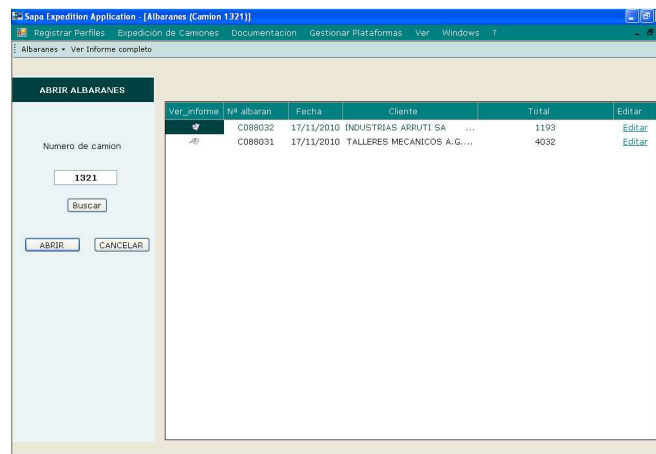 Sapa Expedition Application - [Albaranes (Camion 1321)]
Registrar Perfiles Expedición de Camiones Documentacion Gestionar Plataformas Ver Windows ?
Albaranes Ver Informe completo
ABRIR ALBARANES
Numero de camion
1321
Buscar
ABRIR CANCELAR
Ver_informe Nª albaran Fecha Cliente Total Editar
C088032 17/11/2010 INDUSTRIAS ARRUTI SA ... 1193 Editar
C088031 17/11/2010 TALLERES MECANICOS A.G.... 4032 Editar